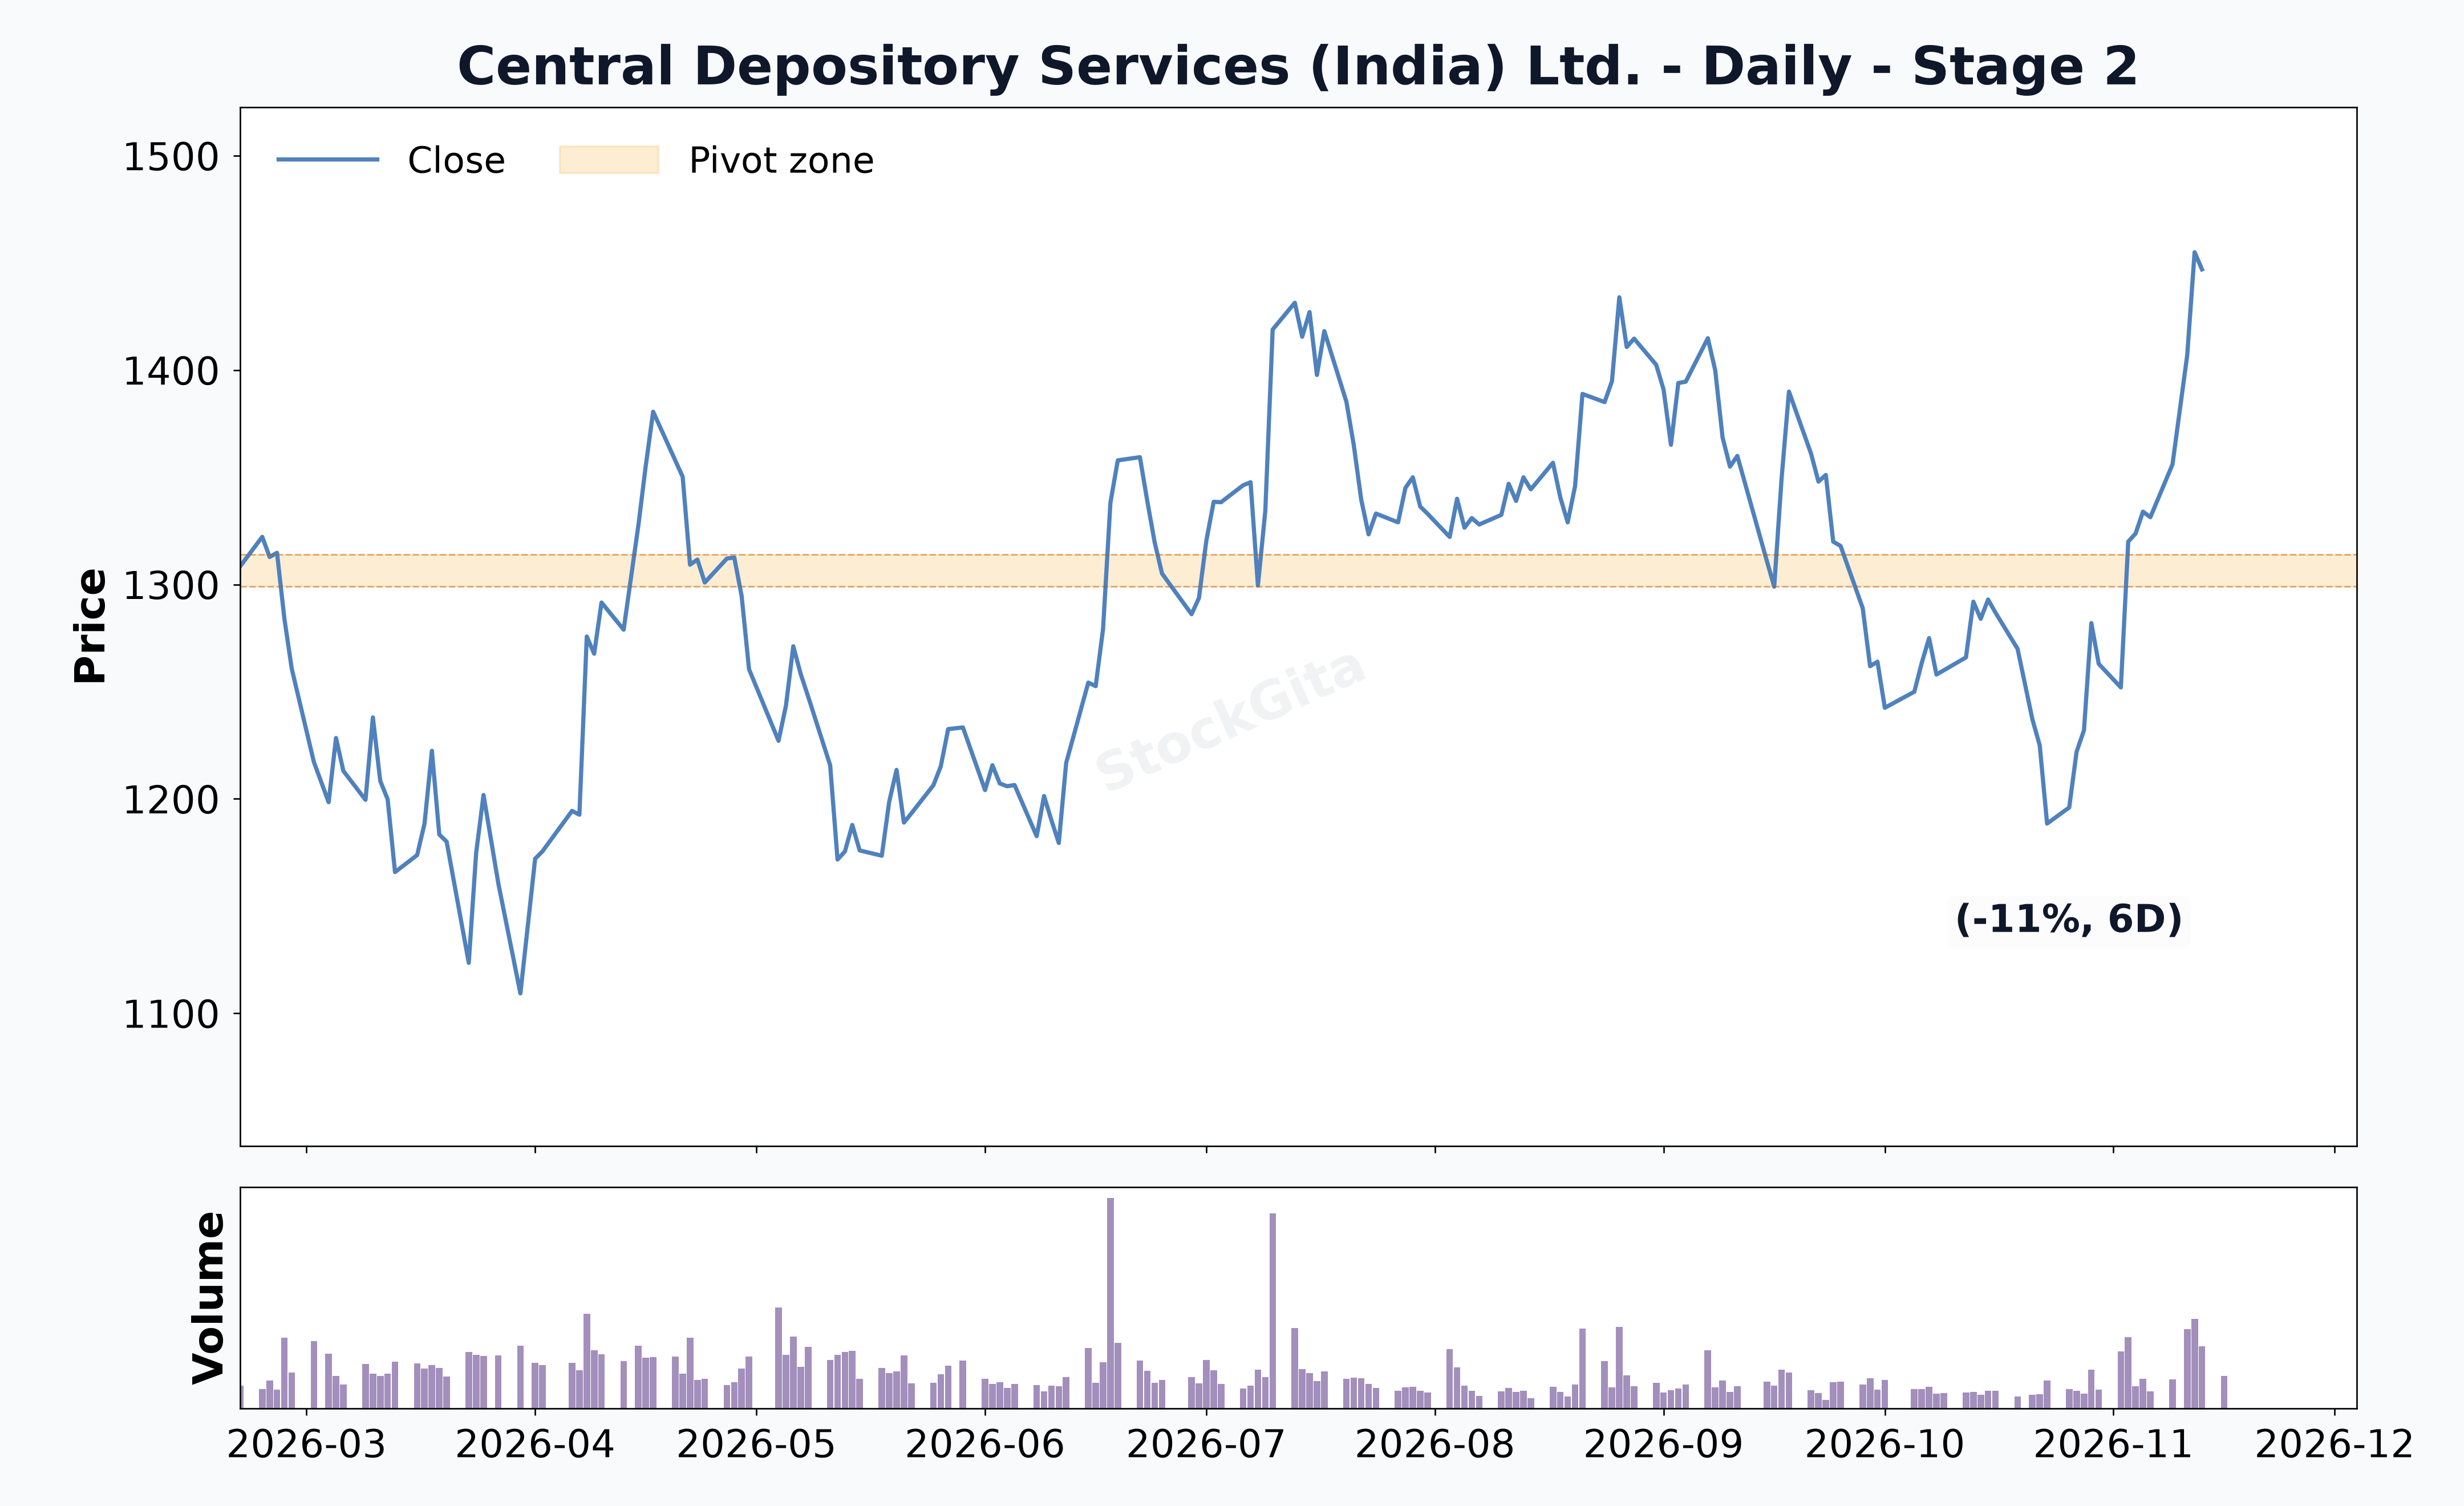 Central Depository Services (India) Ltd. - Daily - Stage 2
Close
Pivot zone
1500
1400
1300
1200
1100
Price
StockGita
(-11%, 6D)
Volume
2026-03
2026-04
2026-05
2026-06
2026-07
2026-08
2026-09
2026-10
2026-11
2026-12